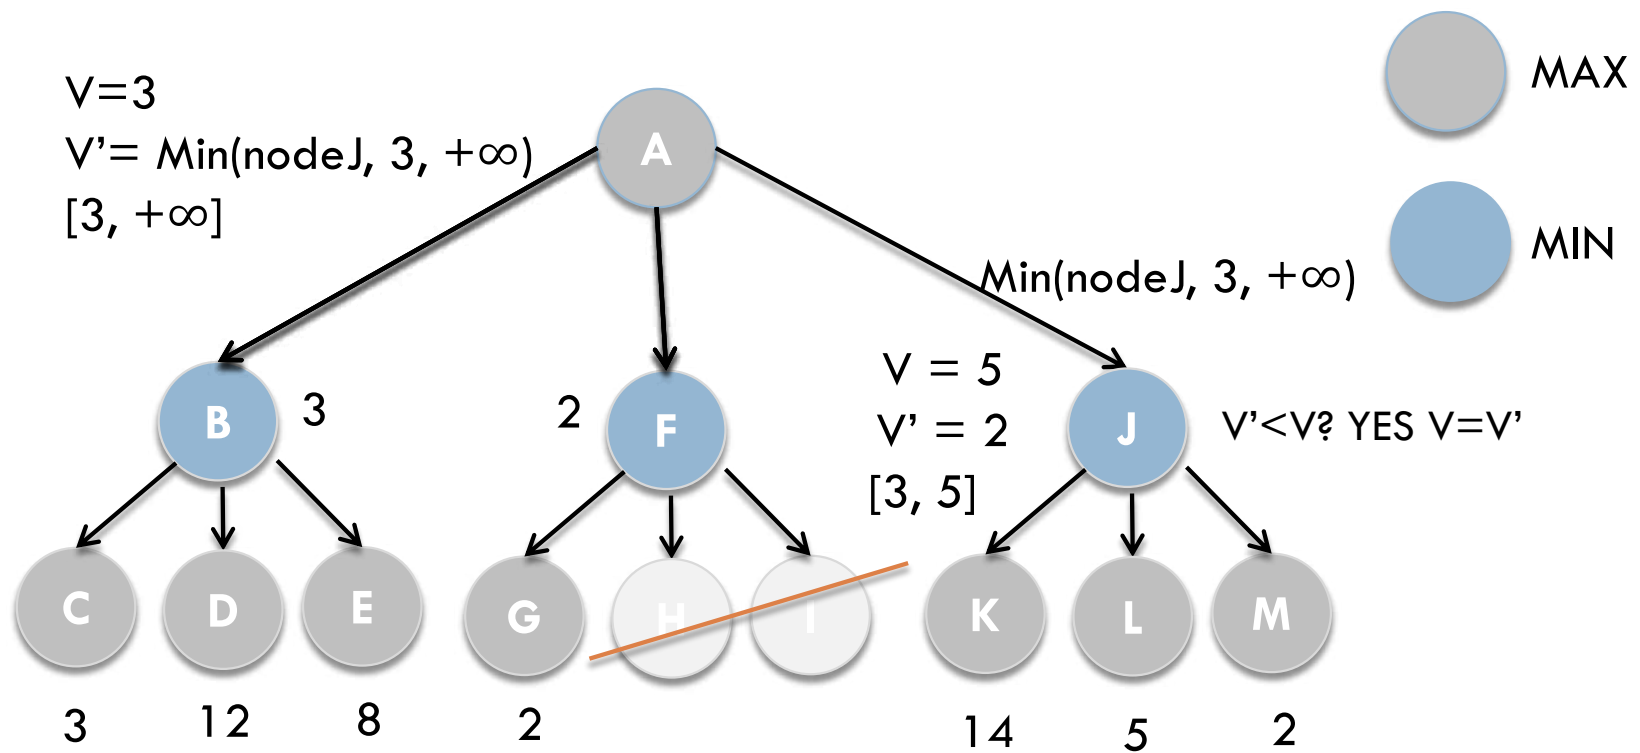 V=3
V'= Min(nodeJ, 3, +∞)
[3, +∞]
A
MAX
MIN
Min(nodeJ, 3, +∞)
B
3
2
F
V = 5
V' = 2
[3, 5]
J
V'<V? YES V=V'
C
D
E
G
H
I
K
L
M
3
12
8
2
14
5
2